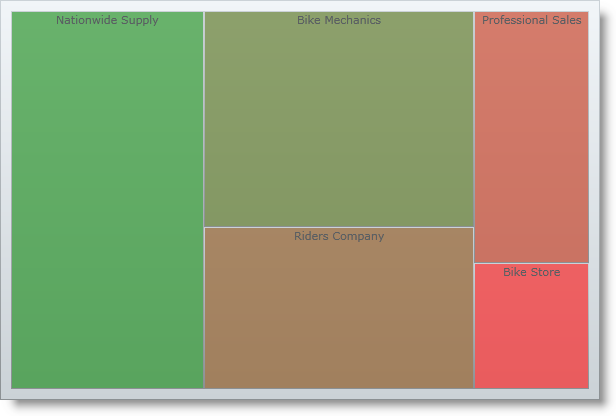 Nationwide Supply
Bike Mechanics
Professional Sales
Riders Company
Bike Store